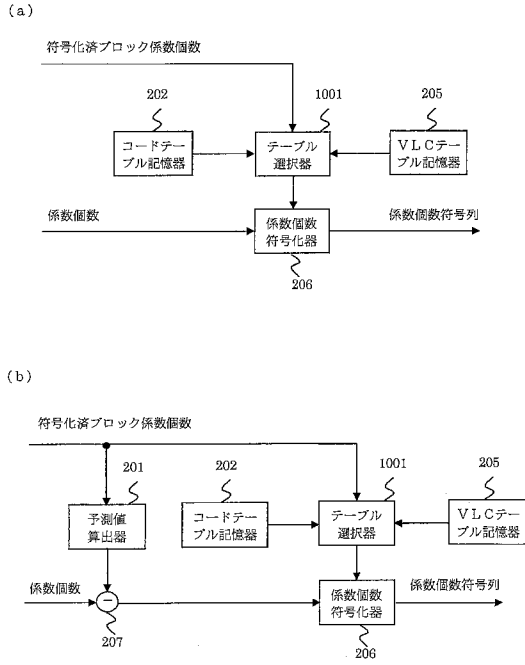 (a)
符号化済ブロック係数個数
202
1001
205
コードテー
ブル記憶器
テーブル
選択器
VLCテー
ブル記憶器
係数個数
係数個数
符号化器
係数個数符号列
206
(b)
符号化済ブロック係数個数
201
202
1001
205
予測値
算出器
コードテー
ブル記憶器
テーブル
選択器
VLCテー
ブル記憶器
係数個数
−
係数個数
符号化器
係数個数符号列
207
206